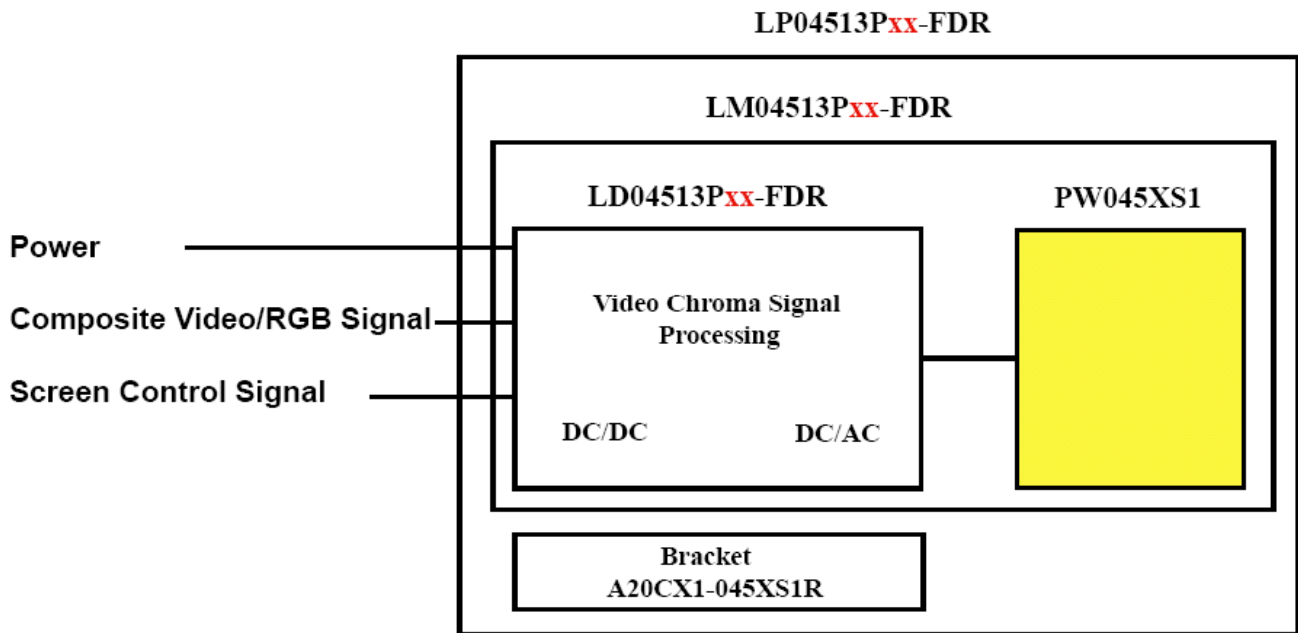 LP04513Pxx-FDR
LM04513Pxx-FDR
LD04513Pxx-FDR
PW045XS1
Power
Composite Video/RGB Signal
Screen Control Signal
Video Chroma Signal
Processing
DC/DC
DC/AC
Bracket
A20CX1-045XS1R